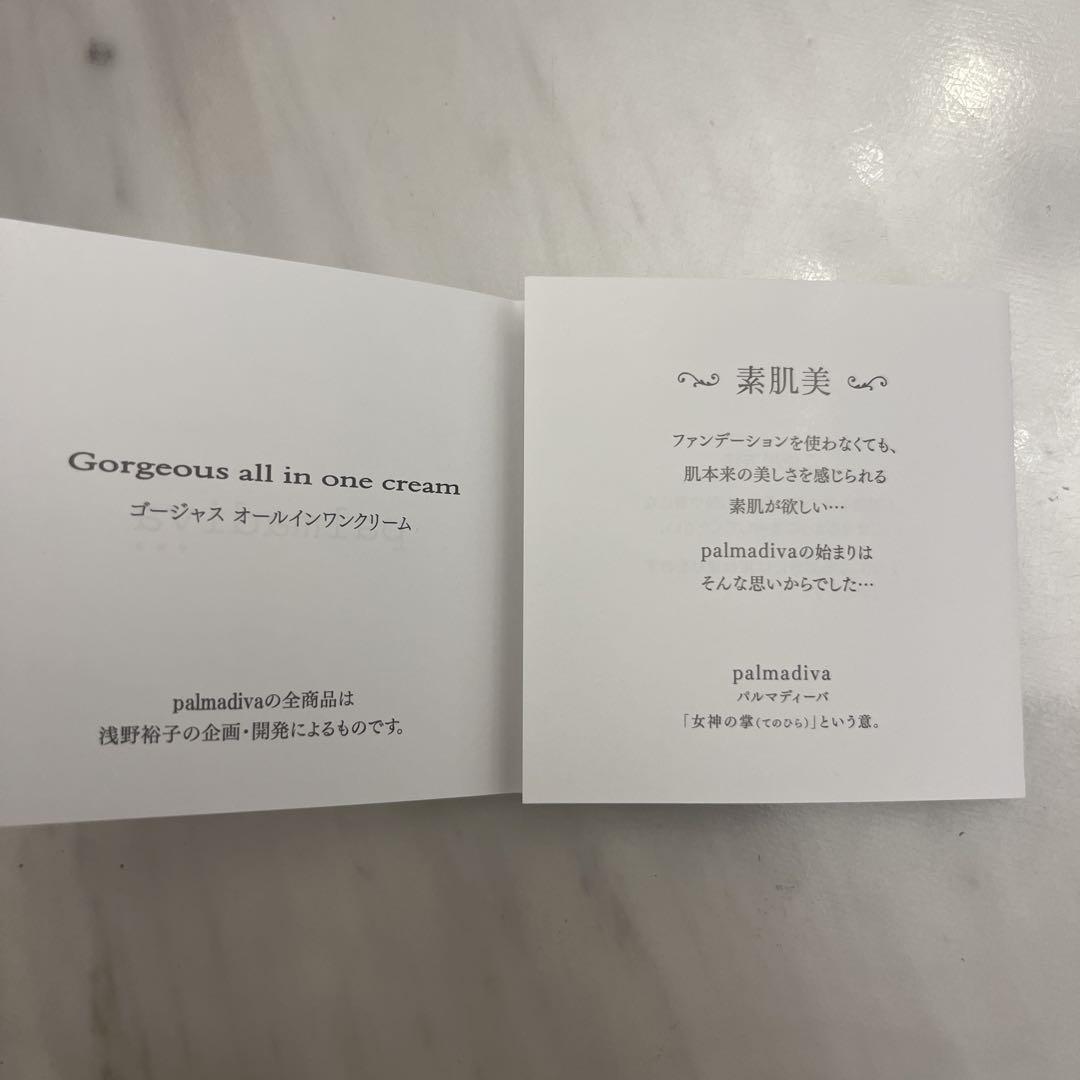 Gorgeous all in one cream
ゴージャス オールインワンクリーム
palmadivaの全商品は
浅野裕子の企画・開発によるものです。
素肌美
ファンデーションを使わなくても、
肌本来の美しさを感じられる
素肌が欲しい…
palmadivaの始まりは
そんな思いからでした…
palmadiva
パルマディーバ
「女神の掌(てのひら)」という意。